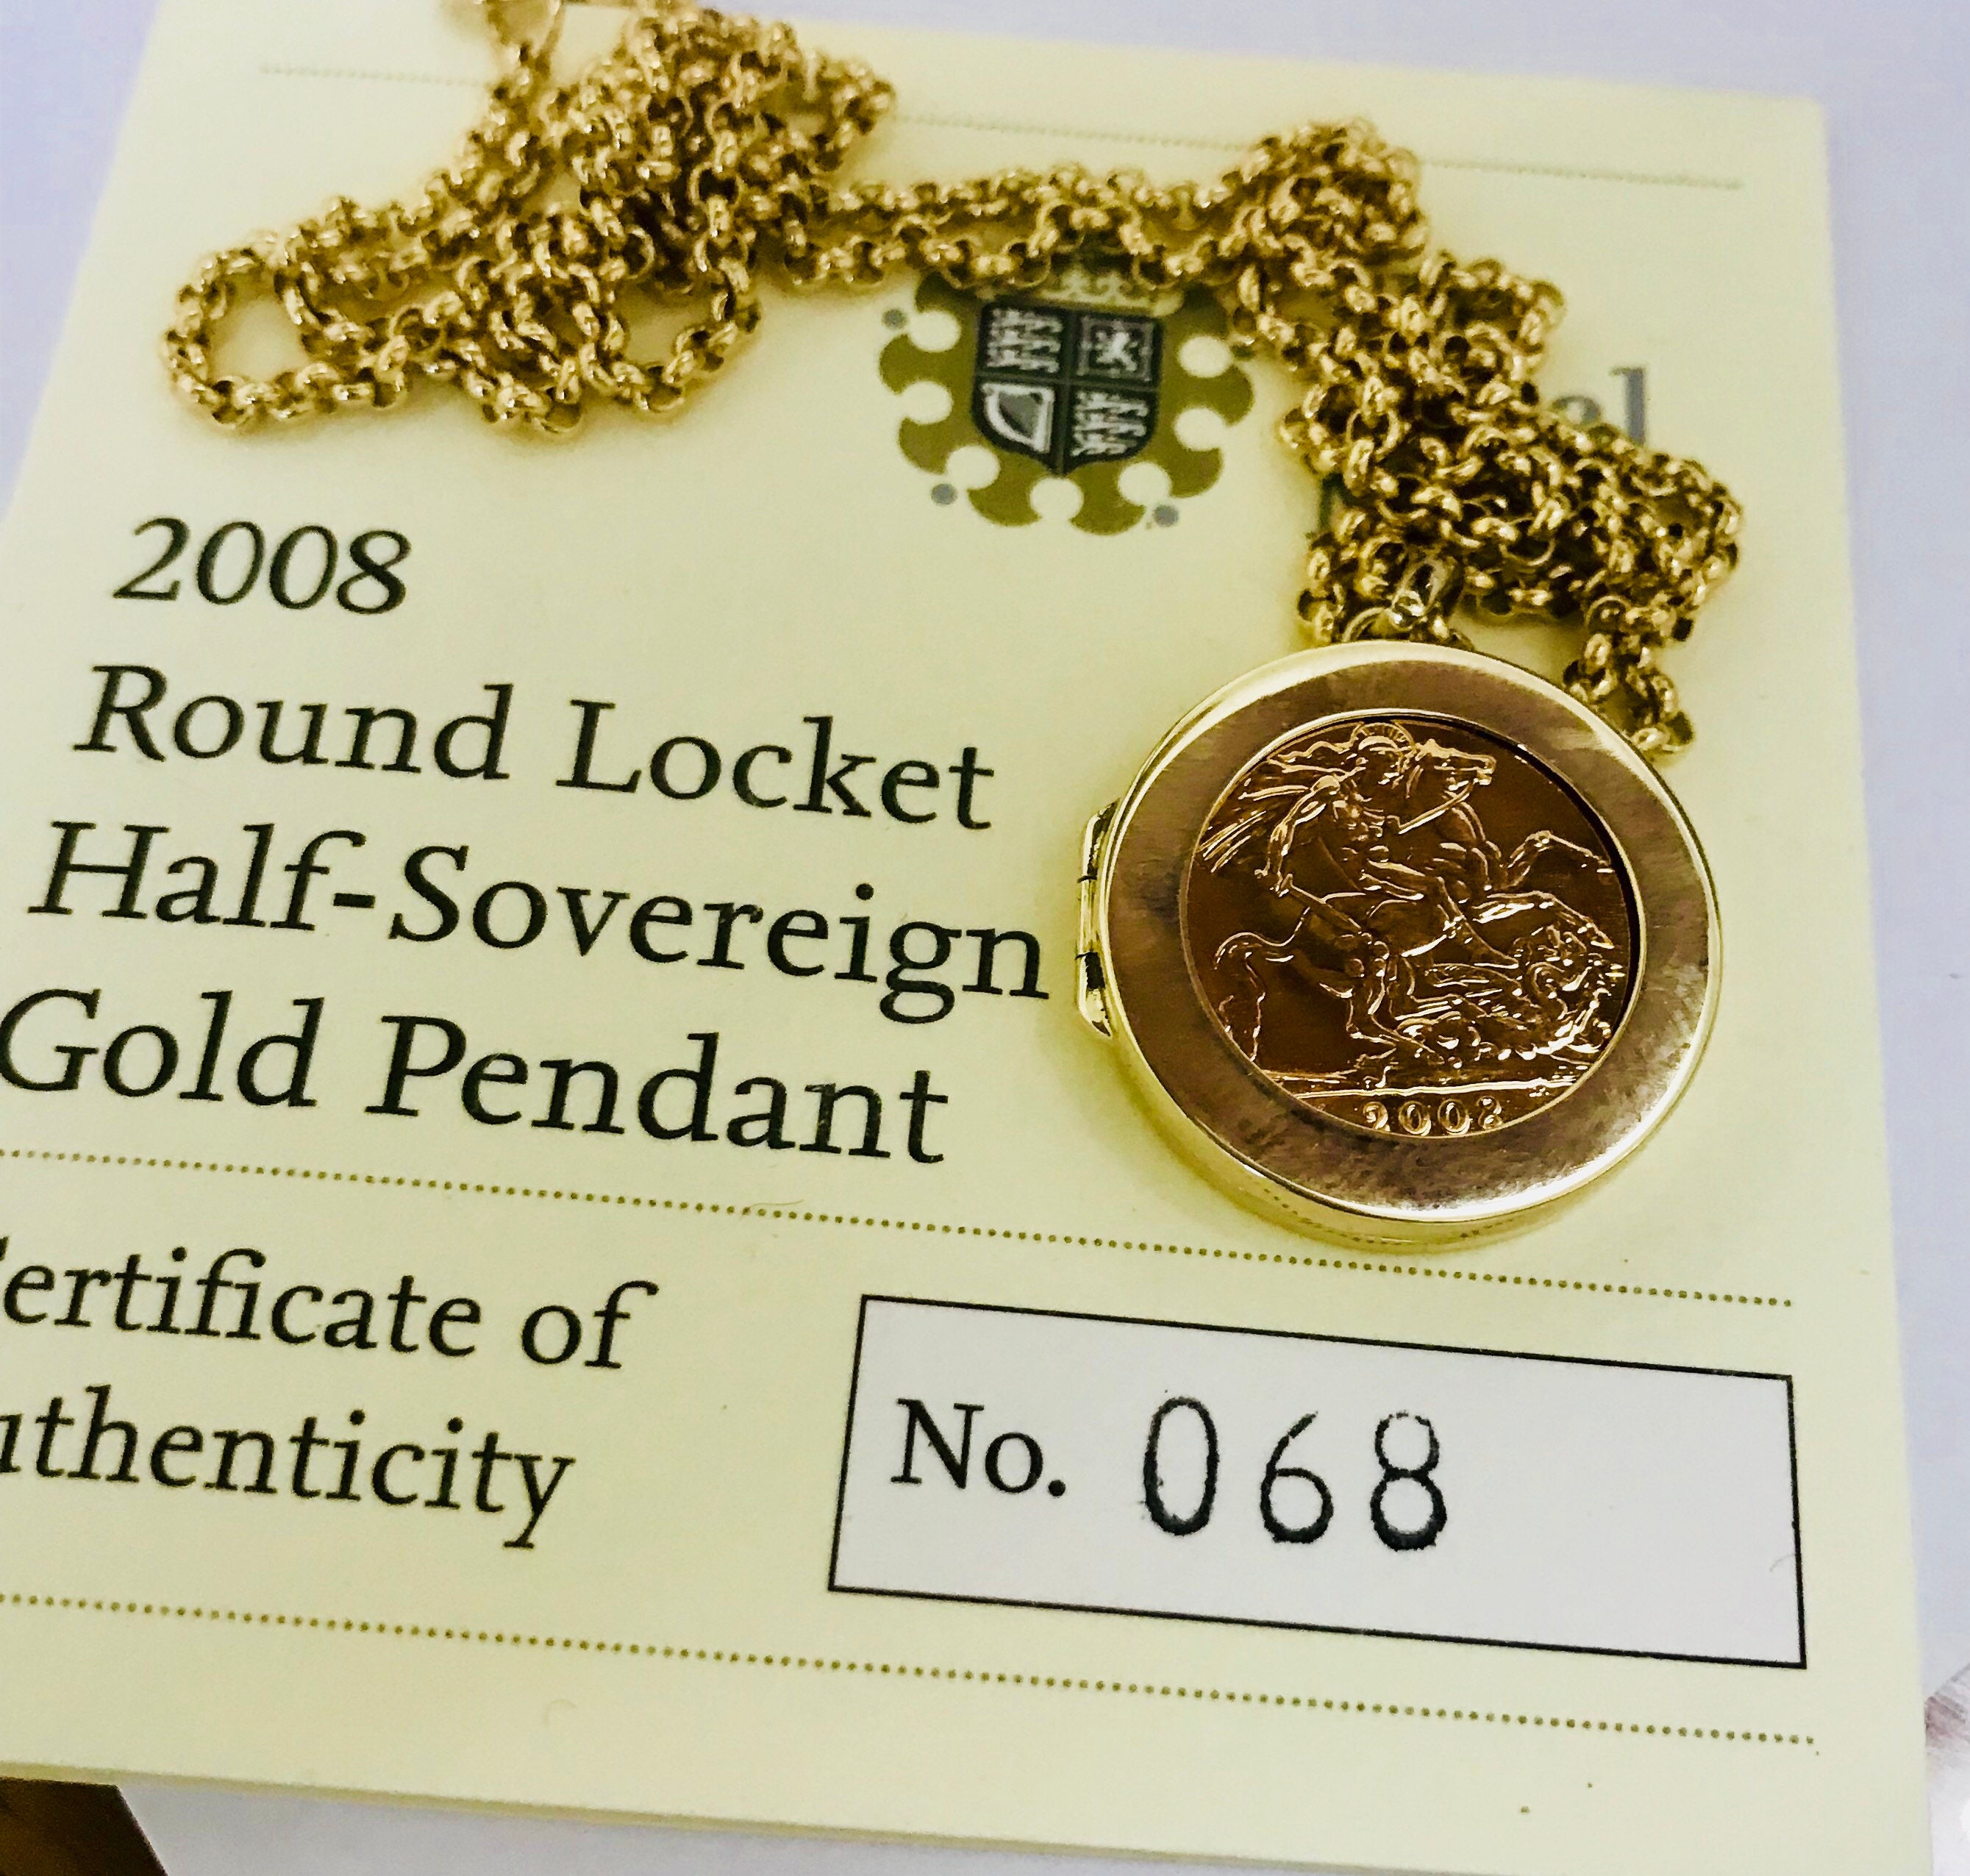 2008
Round Locket
Half-Sovereign
Gold Pendant
2008
ertificate of
uthenticity
No. 068